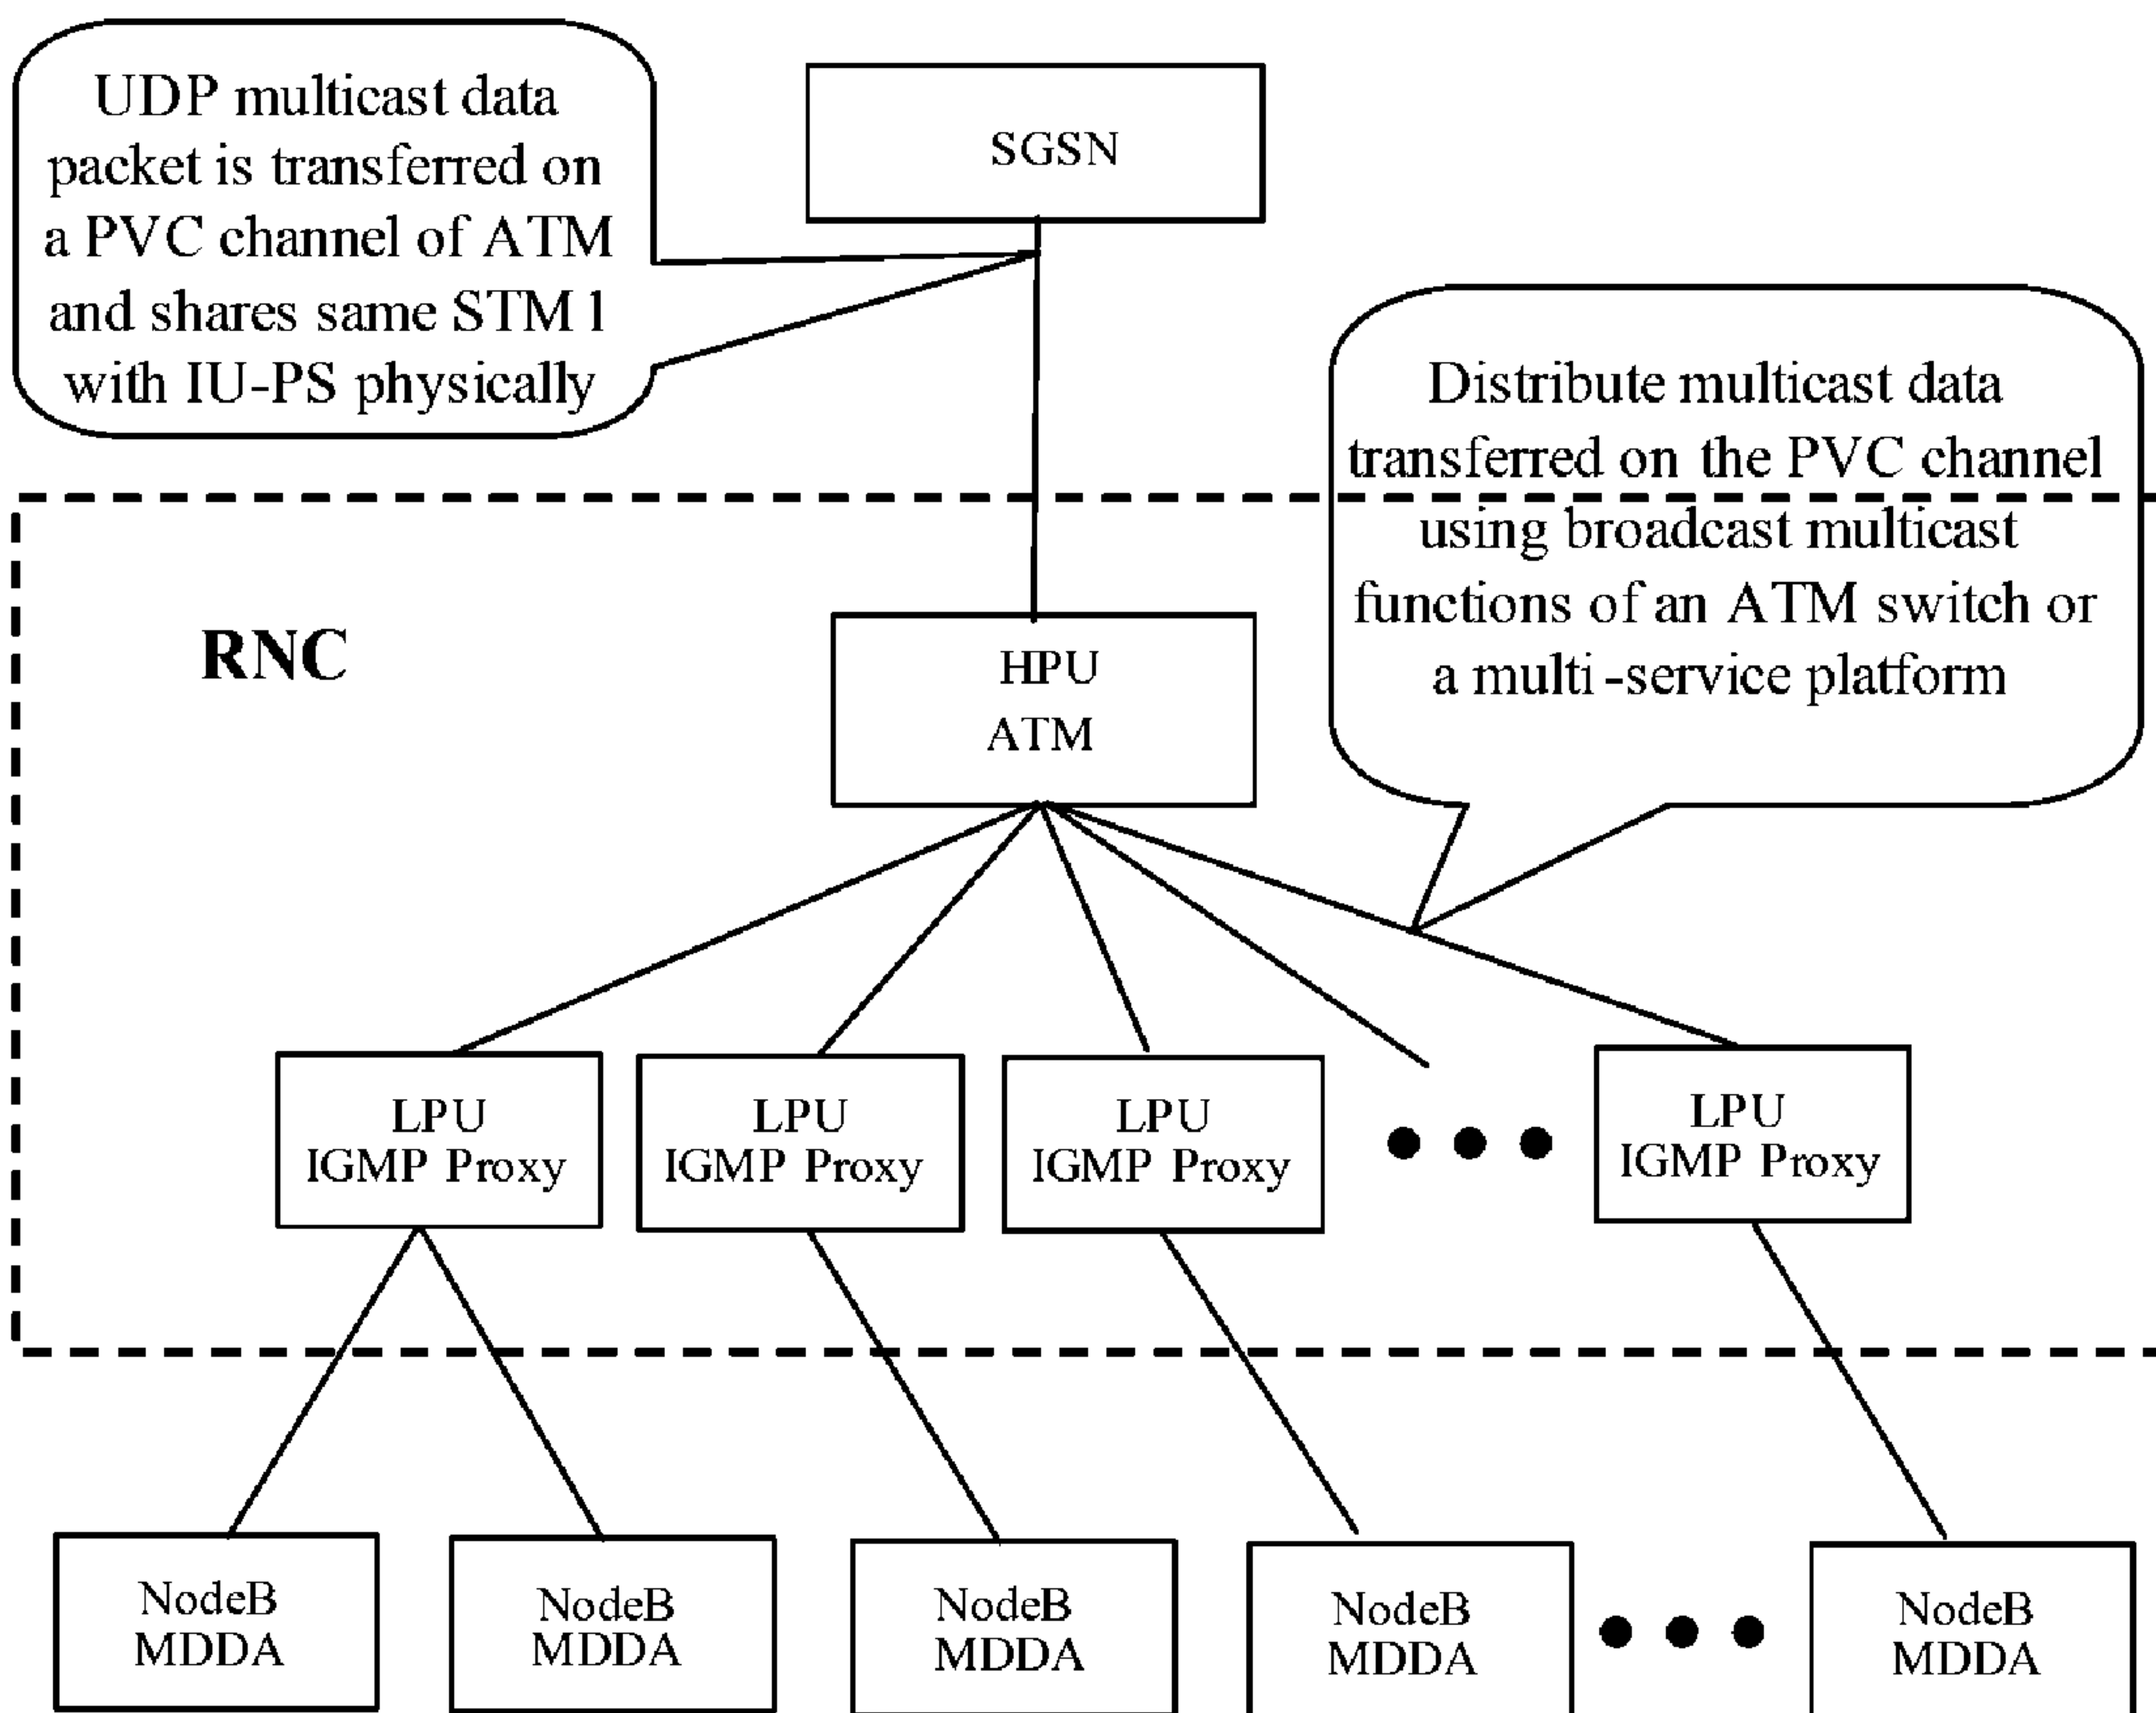 UDP multicast data
packet is transferred on
a PVC channel of ATM
and shares same STM 1
with IU-PS physically
SGSN
Distribute multicast data
transferred on the PVC channel
using broadcast multicast
functions of an ATM switch or
a multi-service platform
RNC
HPU
ATM
LPU
IGMP Proxy
LPU
IGMP Proxy
LPU
IGMP Proxy
LPU
IGMP Proxy
NodeB
MDDA
NodeB
MDDA
NodeB
MDDA
NodeB
MDDA
NodeB
MDDA